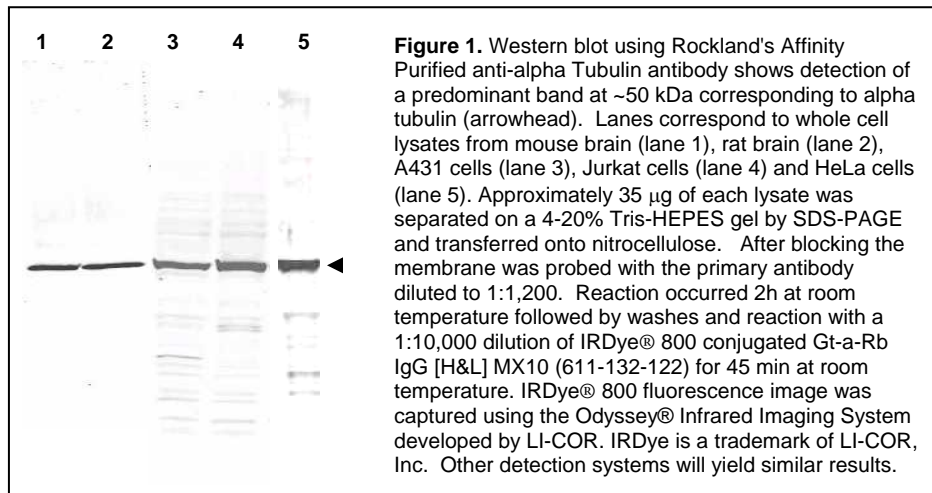 1 2 3 4 5
Figure 1. Western blot using Rockland's Affinity
Purified anti-alpha Tubulin antibody shows detection of
a predominant band at ~50 kDa corresponding to alpha
tubulin (arrowhead). Lanes correspond to whole cell
lysates from mouse brain (lane 1), rat brain (lane 2),
A431 cells (lane 3), Jurkat cells (lane 4) and HeLa cells
(lane 5). Approximately 35 μg of each lysate was
separated on a 4-20% Tris-HEPES gel by SDS-PAGE
and transferred onto nitrocellulose. After blocking the
membrane was probed with the primary antibody
diluted to 1:1,200. Reaction occurred 2h at room
temperature followed by washes and reaction with a
1:10,000 dilution of IRDye® 800 conjugated Gt-a-Rb
IgG [H&L] MX10 (611-132-122) for 45 min at room
temperature. IRDye® 800 fluorescence image was
captured using the Odyssey® Infrared Imaging System
developed by LI-COR. IRDye is a trademark of LI-COR,
Inc. Other detection systems will yield similar results.